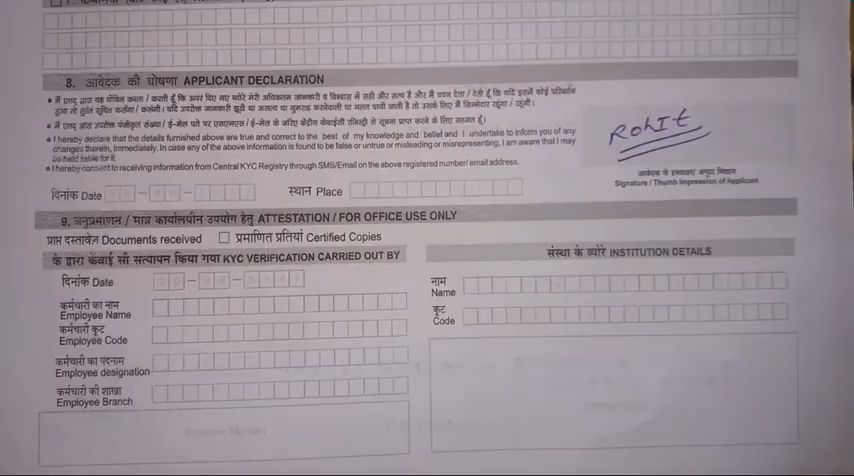 8. आवेदक की घोषणा APPLICANT DECLARATION
• मैं एतद् द्वारा यह घोषित करता / करती हूँ कि ऊपर दिए गए ब्योरे मेरी अधिकतम जानकारी व विश्वास में सही और सत्य हैं और मैं वचन देता / देती हूँ कि यदि इसमें कोई परिवर्तन
हुआ तो तुरंत सूचित करूँगा / करूँगी। यदि उपरोक्त जानकारी झूठी या असत्य या गुमराह करनेवाली या गलत पायी जाती है तो उसके लिए मैं जिम्मेदार रहूँगा / रहूँगी।
• मैं एतद् द्वारा उपरोक्त पंजीकृत संख्या / ई-मेल पते पर एसएमएस / ई-मेल के जरिए केंद्रीय केवाईसी रजिस्ट्री से सूचना प्राप्त करने के लिए सहमत हूँ।
• I hereby declare that the details furnished above are true and correct to the best of my knowledge and belief and I undertake to inform you of any
changes therein, immediately. In case any of the above information is found to be false or untrue or misleading or misrepresenting, I am aware that I may
be held liable for it.
• I hereby consent to receiving information from Central KYC Registry through SMS/Email on the above registered number/email address.
ROHIT
आवेदक के हस्ताक्षर/ अंगूठा निशान
Signature / Thumb Impression of Applicant
दिनांक Date
स्थान Place
9. अनुप्रमाणन / मात्र कार्यालयीन उपयोग हेतु ATTESTATION / FOR OFFICE USE ONLY
प्राप्त दस्तावेज़ Documents received
प्रमाणित प्रतियां Certified Copies
के द्वारा केवाई सी सत्यापन किया गया KYC VERIFICATION CARRIED OUT BY
दिनांक Date
कर्मचारी का नाम
Employee Name
कर्मचारी कूट
Employee Code
कर्मचारी का पदनाम
Employee designation
कर्मचारी की शाखा
Employee Branch
संस्था के ब्योरे INSTITUTION DETAILS
नाम
Name
कूट
Code